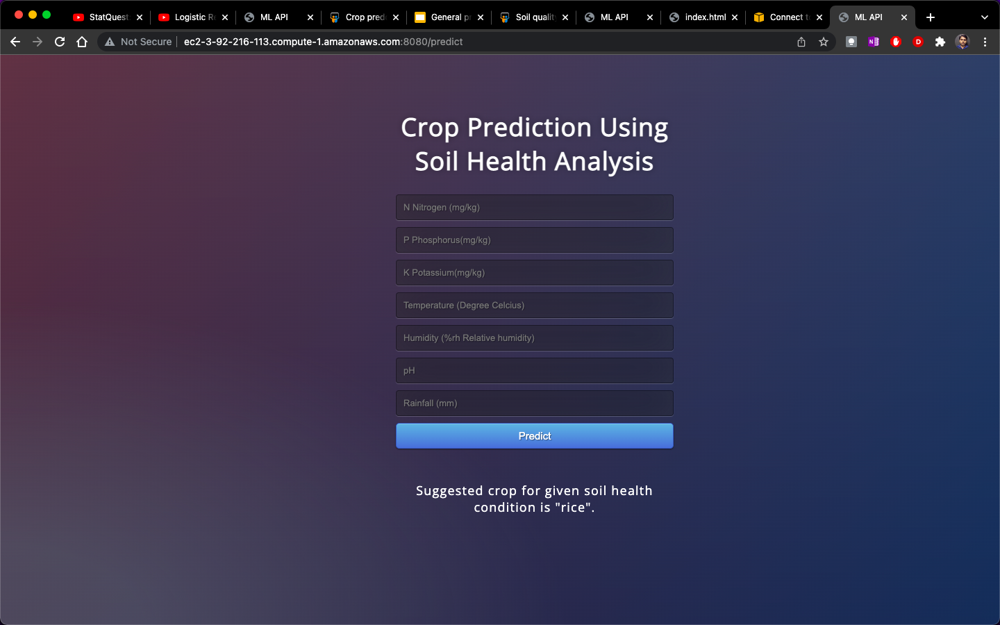 StatQuest
Logistic Re
ML API
Crop pred
General p
Soil quality
ML API
index.html
Connect t
ML API
Not Secure
ec2-3-92-216-113.compute-1.amazonaws.com:8080/predict
N
D
Crop Prediction Using
Soil Health Analysis
N Nitrogen (mg/kg)
P Phosphorus(mg/kg)
K Potassium(mg/kg)
Temperature (Degree Celcius)
Humidity (%rh Relative humidity)
pH
Rainfall (mm)
Predict
Suggested crop for given soil health
condition is "rice".